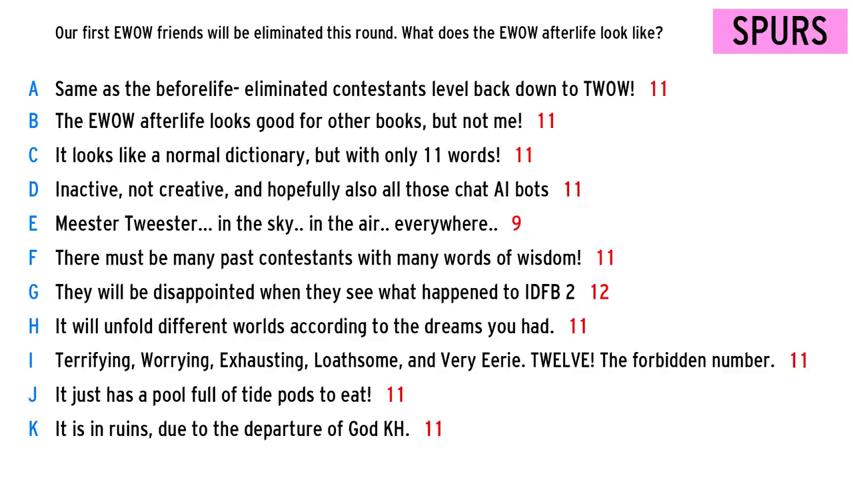 Our first EWOW friends will be eliminated this round. What does the EWOW afterlife look like?
SPURS
A Same as the beforelife- eliminated contestants level back down to TWOW! 11
B The EWOW afterlife looks good for other books, but not me! 11
C It looks like a normal dictionary, but with only 11 words! 11
D Inactive, not creative, and hopefully also all those chat AI bots 11
E Meester Tweester... in the sky.. in the air.. everywhere.. 9
F There must be many past contestants with many words of wisdom! 11
G They will be disappointed when they see what happened to IDFB 2 12
H It will unfold different worlds according to the dreams you had. 11
I Terrifying, Worrying, Exhausting, Loathsome, and Very Eerie. TWELVE! The forbidden number. 11
J It just has a pool full of tide pods to eat! 11
K It is in ruins, due to the departure of God KH. 11